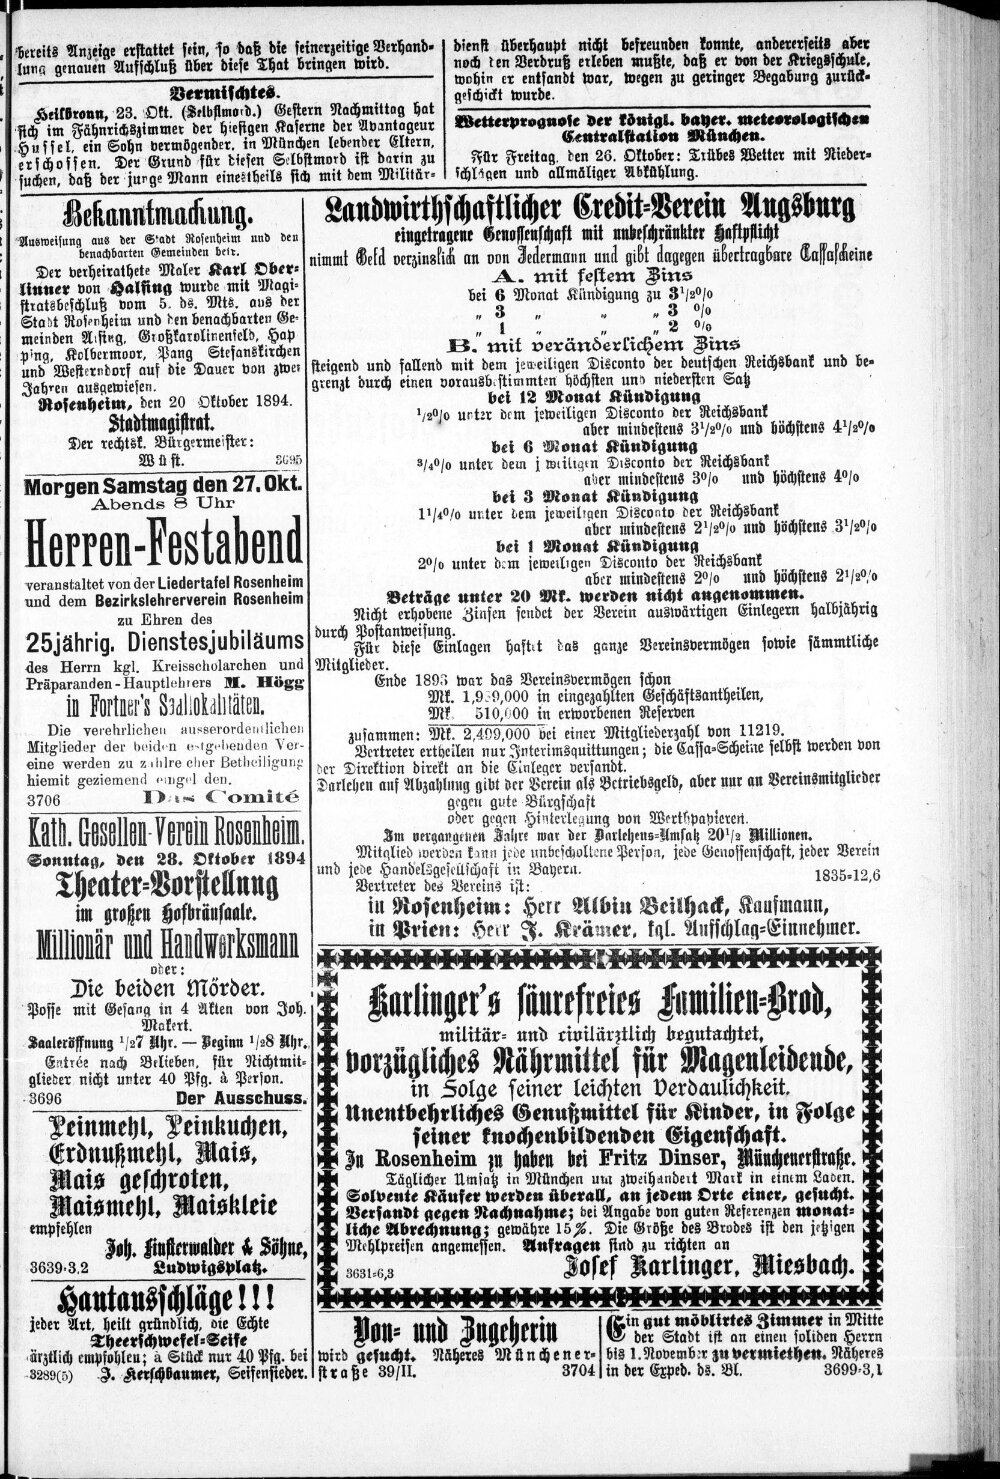 bereits Anzeige erstattet sein, so daß die seinerzeitige Verhand-
lung genauen Aufschluß über diese That bringen wird.
Vermischtes.
Heilbronn, 23. Okt. (Selbstmord.) Gestern Nachmittag hat
sich im Fähnrichszimmer der hiesigen Kaserne der Avantageur
Hussel, ein Sohn vermögender, in München lebender Eltern,
erschossen. Der Grund für diesen Selbstmord ist darin zu
suchen, daß der junge Mann einestheils sich mit dem Militär-
dienst überhaupt nicht befreunden konnte, andererseits aber
noch den Verdruß erleben mußte, daß er von der Kriegsschule,
wohin er entsandt war, wegen zu geringer Begabung zurück-
geschickt wurde.
Wetterprognose der königl. bayer. meteorologischen
Centralstation München.
Für Freitag, den 26. Oktober: Trübes Wetter mit Nieder-
schlägen und allmäliger Abkühlung.
Bekanntmachung.
Ausweisung aus der Stadt Rosenheim und den
benachbarten Gemeinden betr.
Der verheirathete Maler Karl Ober-
linner von Halfing wurde mit Magi-
stratsbeschluß vom 5. ds. Mts. aus der
Stadt Rosenheim und den benachbarten Ge-
meinden Aising, Großkarolinenfeld, Hap
ping, Kolbermoor, Pang Stefanskirchen
und Westerndorf auf die Dauer von zwei
Jahren ausgewiesen.
Rosenheim, den 20 Oktober 1894.
Stadtmagistrat.
Der rechtsk. Bürgermeister:
Wüst. 3695
Morgen Samstag den 27. Okt.
Abends 8 Uhr
Herren-Festabend
veranstaltet von der Liedertafel Rosenheim
und dem Bezirkslehrerverein Rosenheim
zu Ehren des
25jährig. Dienstesjubiläums
des Herrn kgl. Kreisscholarchen und
Präparanden-Hauptlehrers M. Högg
in Fortner's Saallokalitäten.
Die verehrlichen ausserordentlichen
Mitglieder der beiden estgebenden Ver-
eine werden zu zahlreicher Betheiligung
hiemit geziemend eingel den.
3706 Das Comité
Kath. Gesellen-Verein Rosenheim.
Sonntag, den 28. Oktober 1894
Theater-Vorstellung
im großen Hofbräusaale.
Millionär und Handwerksmann
oder:
Die beiden Mörder.
Posse mit Gesang in 4 Akten von Joh.
Makert.
Saaleröffnung 1/27 Uhr. — Beginn 1/28 Uhr.
Entrée nach Belieben, für Nichtmit-
glieder nicht unter 40 Pfg. à Person.
3696 Der Ausschuss.
Leinmehl, Leinkuchen,
Erdnußmehl, Mais,
Mais geschroten,
Maismehl, Maiskleie
empfehlen
Joh. Finsterwalder & Söhne,
3639-3,2 Ludwigsplatz.
Hautausschläge!!!
jeder Art, heilt gründlich, die Echte
Theerschwefel-Seife
ärztlich empfohlen; à Stück nur 40 Pfg. bei
3289(5) J. Kerschbaumer, Seifensieder.
Landwirthschaftlicher Credit-Verein Augsburg
eingetragene Genossenschaft mit unbeschränkter Haftpflicht
nimmt Geld verzinslich an von Jedermann und gibt dagegen übertragbare Cassascheine
A. mit festem Zins
bei 6 Monat Kündigung zu 3 1/2 0/0
„ 3 „ „ „ 3 0/0
„ 1 „ „ „ 2 0/0
B. mit veränderlichem Zins
steigend und fallend mit dem jeweiligen Disconto der deutschen Reichsbank und be-
grenzt durch einen vorausbestimmten höchsten und niedersten Satz
bei 12 Monat Kündigung
1/2 0/0 unter dem jeweiligen Disconto der Reichsbank
aber mindestens 3 1/2 0/0 und höchstens 4 1/2 0/0
bei 6 Monat Kündigung
3/4 0/0 unter dem jeweiligen Disconto der Reichsbank
aber mindestens 3 0/0 und höchstens 4 0/0
bei 3 Monat Kündigung
1 1/4 0/0 unter dem jeweiligen Disconto der Reichsbank
aber mindestens 2 1/2 0/0 und höchstens 3 1/2 0/0
bei 1 Monat Kündigung
2 0/0 unter dem jeweiligen Disconto der Reichsbank
aber mindestens 2 0/0 und höchstens 2 1/2 0/0
Beträge unter 20 Mk. werden nicht angenommen.
Nicht erhobene Zinsen sendet der Verein auswärtigen Einlegern halbjährig
durch Postanweisung.
Für diese Einlagen haftet das ganze Vereinsvermögen sowie sämmtliche
Mitglieder.
Ende 1893 war das Vereinsvermögen schon
Mk. 1,989,000 in eingezahlten Geschäftsantheilen,
Mk. 510,000 in erworbenen Reserven
zusammen: Mk. 2,499,000 bei einer Mitgliederzahl von 11219.
Vertreter ertheilen nur Interimsquittungen; die Cassa-Scheine selbst werden von
der Direktion direkt an die Einleger versandt.
Darlehen auf Abzahlung gibt der Verein als Betriebsgeld, aber nur an Vereinsmitglieder
gegen gute Bürgschaft
oder gegen Hinterlegung von Werthpapieren.
Im vergangenen Jahre war der Darlehens-Umsatz 20 1/2 Millionen.
Mitglied werden kann jede unbescholtene Person, jede Genossenschaft, jeder Verein
und jede Handelsgesellschaft in Bayern. 1835-12,6
Vertreter des Vereins ist:
in Rosenheim: Herr Albin Beilhack, Kaufmann,
in Prien: Herr J. Krämer, kgl. Aufschlag-Einnehmer.
Karlinger's säurefreies Familien-Brod,
militär- und civilärztlich begutachtet,
vorzügliches Nährmittel für Magenleidende,
in Folge seiner leichten Verdaulichkeit.
Unentbehrliches Genußmittel für Kinder, in Folge
seiner knochenbildenden Eigenschaft.
In Rosenheim zu haben bei Fritz Dinser, Münchenerstraße.
Täglicher Umsatz in München um zweihundert Mark in einem Laden.
Solvente Käufer werden überall, an jedem Orte einer, gesucht.
Versandt gegen Nachnahme; bei Angabe von guten Referenzen monat-
liche Abrechnung; gewähre 15%. Die Größe des Brodes ist den jetzigen
Mehlpreisen angemessen. Anfragen sind zu richten an
3631-6,3 Josef Karlinger, Miesbach.
Von- und Zugeherin
wird gesucht. Näheres Münchener-
straße 39/II. 3704
Ein gut möblirtes Zimmer in Mitte
der Stadt ist an einen soliden Herrn
bis 1. November zu vermiethen. Näheres
in der Exped. ds. Bl. 3699-3,1